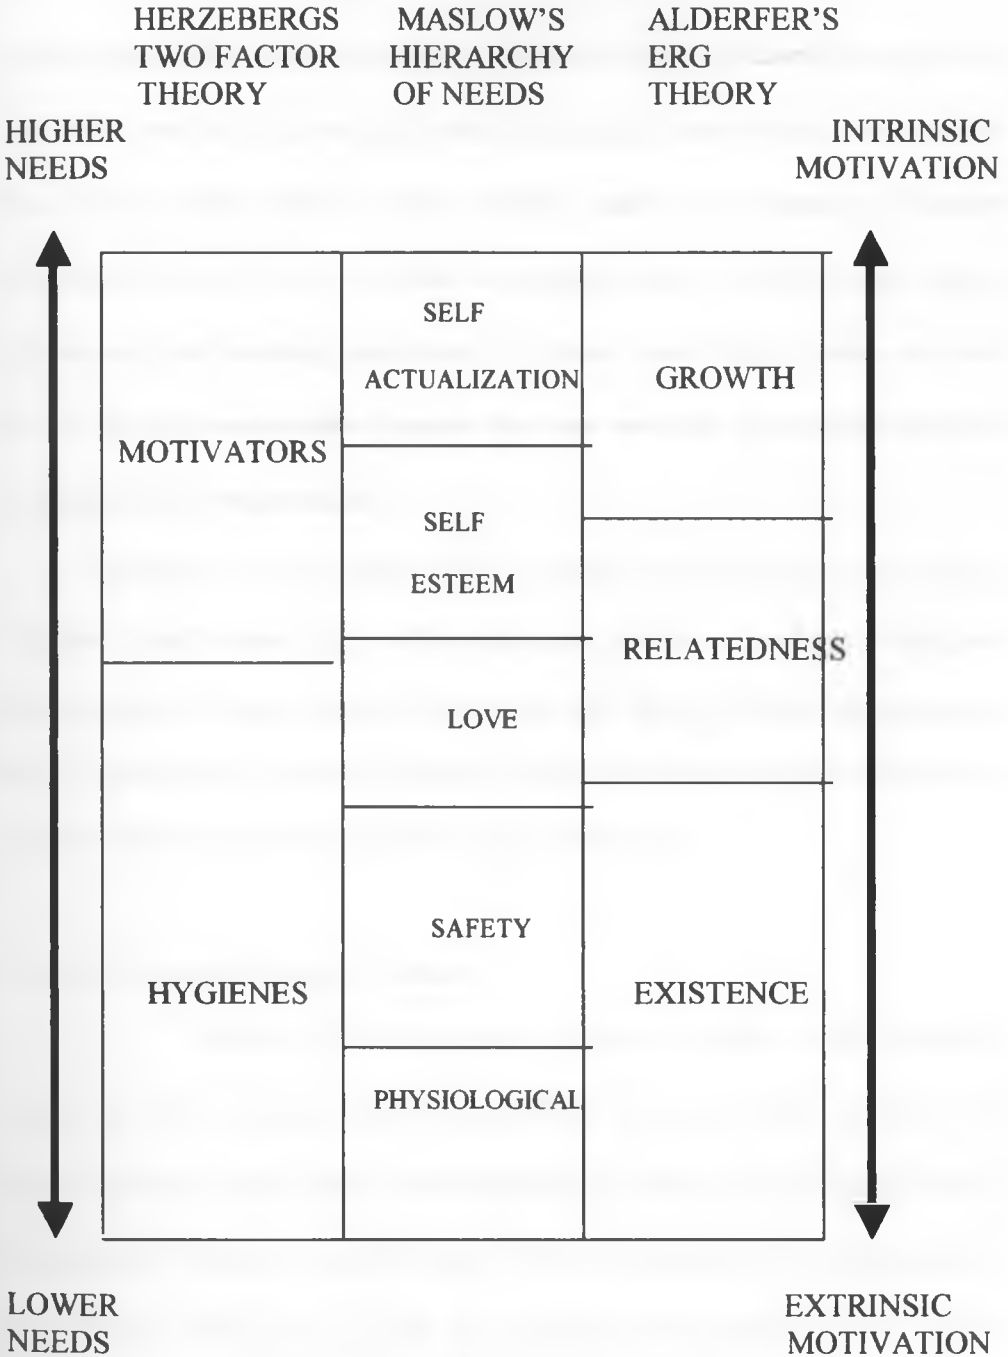 HERZEBERGS
TWO FACTOR
THEORY
MASLOW'S
HIERARCHY
OF NEEDS
ALDERFER'S
ERG
THEORY
HIGHER
NEEDS
INTRINSIC
MOTIVATION
MOTIVATORS
HYGIENES
SELF
ACTUALIZATION
SELF
ESTEEM
LOVE
SAFETY
PHYSIOLOGICAL
GROWTH
RELATEDNESS
EXISTENCE
LOWER
NEEDS
EXTRINSIC
MOTIVATION